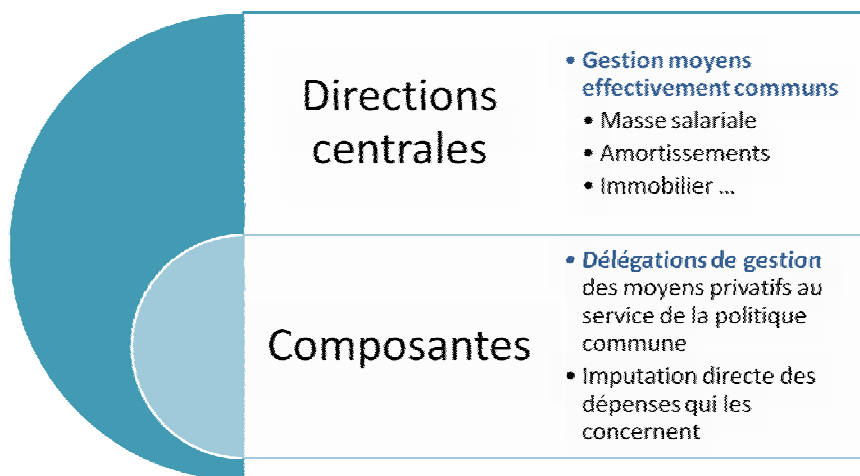 Directions
centrales
• Gestion moyens
effectivement communs
• Masse salariale
• Amortissements
• Immobilier ...
Composantes
• Délégations de gestion
des moyens privatifs au
service de la politique
commune
• Imputation directe des
dépenses qui les
concernent